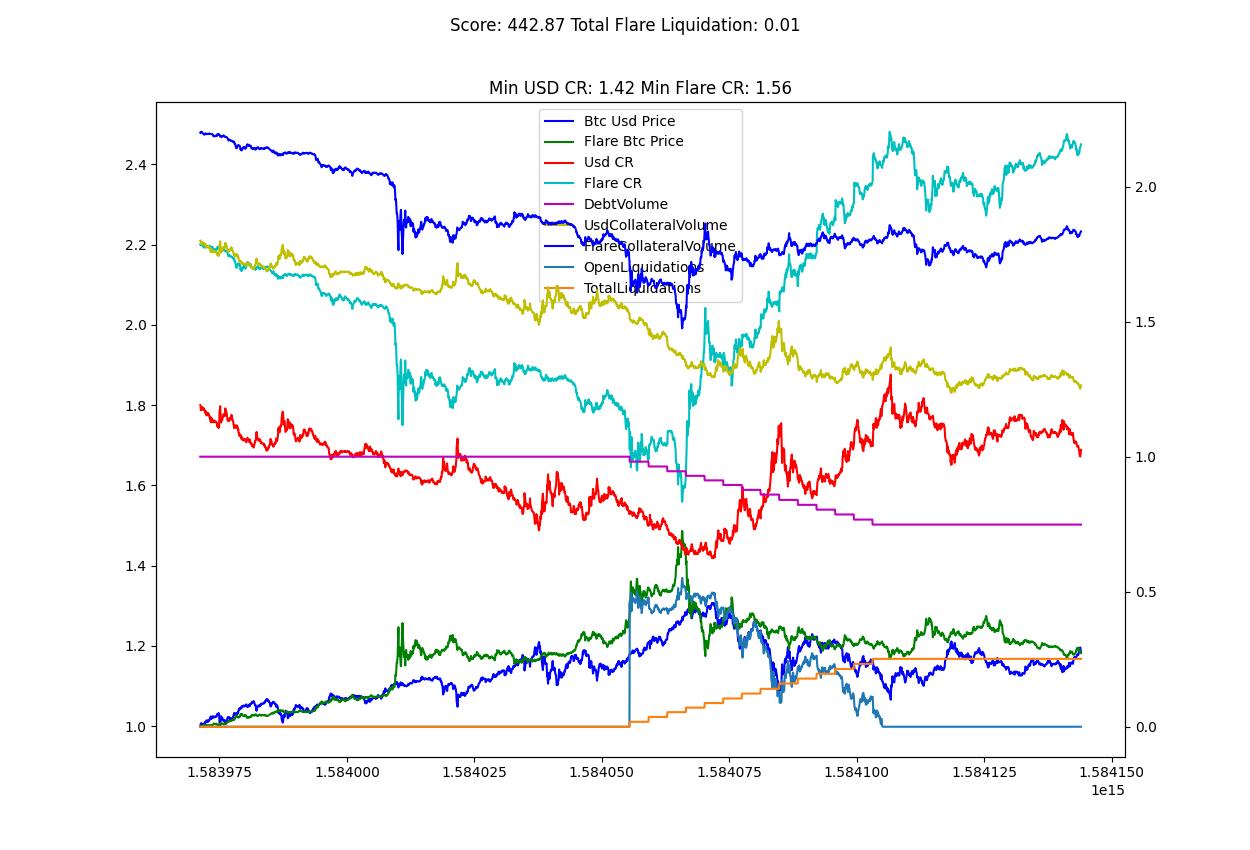 Score: 442.87 Total Flare Liquidation: 0.01
Min USD CR: 1.42 Min Flare CR: 1.56
Btc Usd Price
Flare Btc Price
Usd CR
Flare CR
DebtVolume
UsdCollateralVolume
FlareCollateralVolume
OpenLiquidations
TotalLiquidations
2.4
2.2
2.0
1.8
1.6
1.4
1.2
1.0
2.0
1.5
1.0
0.5
0.0
1.583975 1.584000 1.584025 1.584050 1.584075 1.584100 1.584125 1.584150
1e15